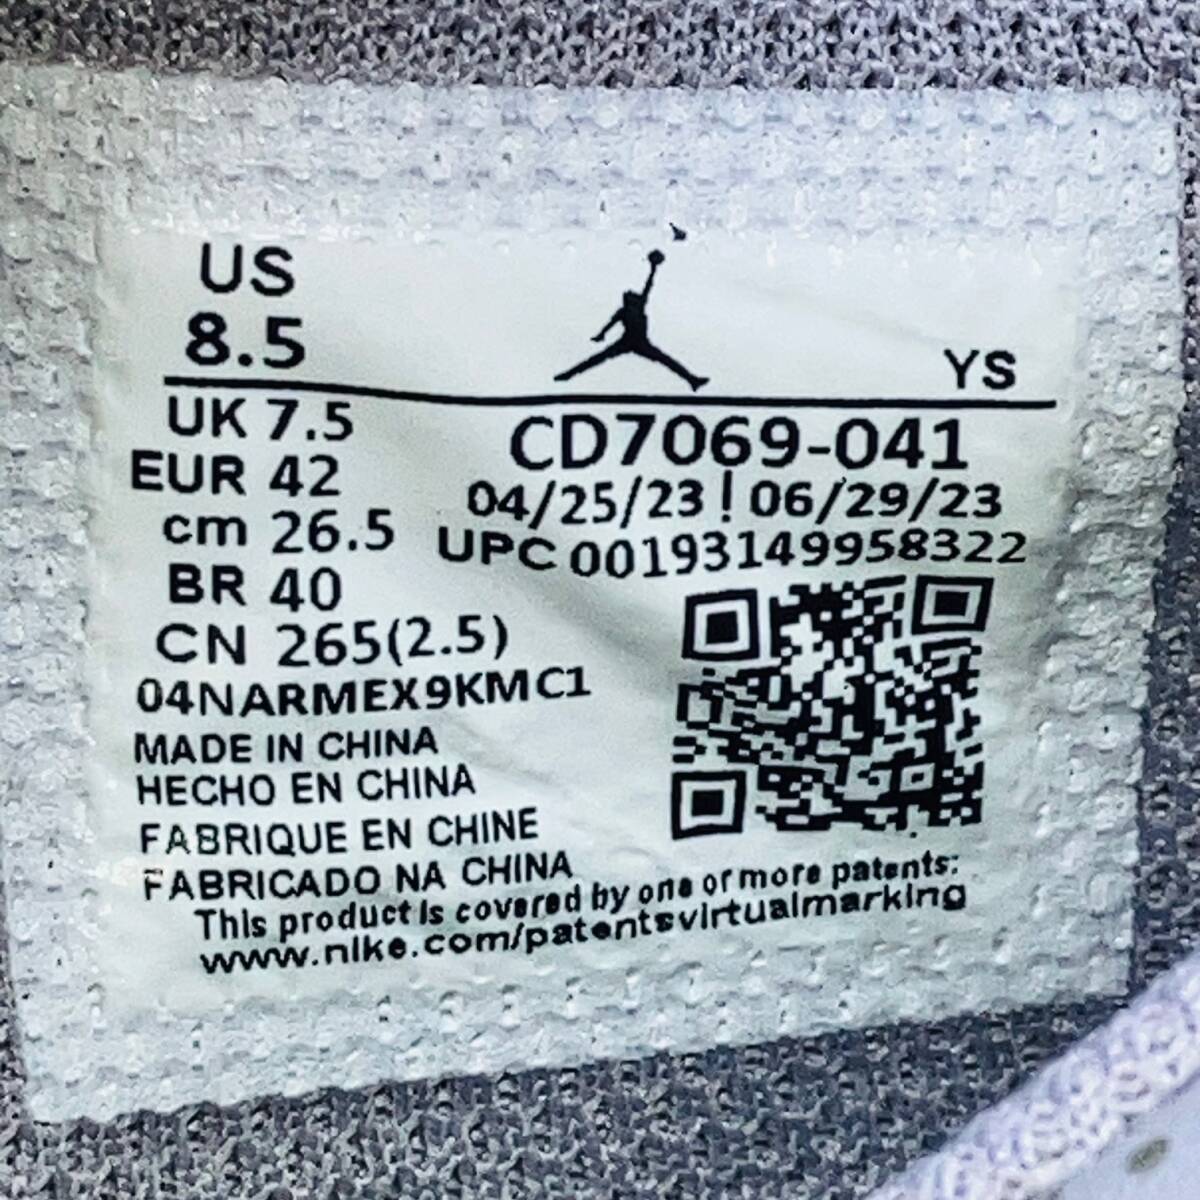 US
8.5
YS
UK 7.5
CD7069-041
EUR 42
04/25/23 ! 06/29/23
cm 26.5
UPC 00193149958322
BR 40
CN 265(2.5)
04NARMEX9KMC1
MADE IN CHINA
HECHO EN CHINA
FABRIQUE EN CHINE
FABRICADO NA CHINA
This product is covered by one or more patents:
www.nike.com/patentsvirtualmarking